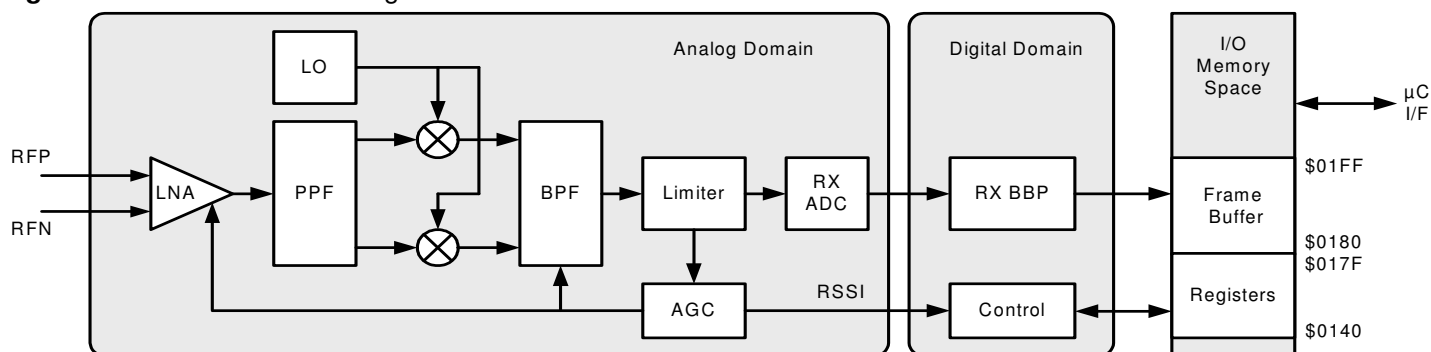 LO
Analog Domain
Digital Domain
I/O
Memory
Space
µC
I/F
RFP
RFN
LNA
PPF
BPF
Limiter
RX
ADC
RX BBP
Frame
Buffer
$01FF
$0180
$017F
AGC
RSSI
Control
Registers
$0140